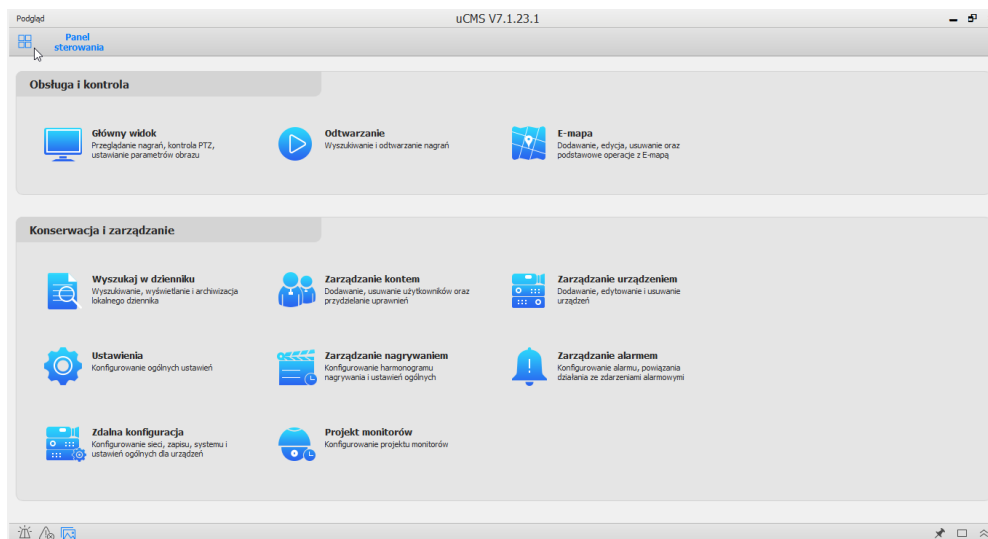 Podgląd
uCMS V7.1.23.1
Panel
sterowania
Obsługa i kontrola
Główny widok
Przeglądanie nagrań, kontrola PTZ,
ustawianie parametrów obrazu
Odtwarzanie
Wyszukiwanie i odtwarzanie nagrań
E-mapa
Dodawanie, edycja, usuwanie oraz
podstawowe operacje z E-mapą
Konserwacja i zarządzanie
Wyszukaj w dzienniku
Wyszukiwanie, wyświetlanie i archiwizacja
lokalnego dziennika
Zarządzanie kontem
Dodawanie, usuwanie użytkowników oraz
przydzielanie uprawnień
Zarządzanie urządzeniem
Dodawanie, edytowanie i usuwanie
urządzeń
Ustawienia
Konfigurowanie ogólnych ustawień
Zarządzanie nagrywaniem
Konfigurowanie harmonogramu
nagrywania i ustawień ogólnych
Zarządzanie alarmem
Konfigurowanie alarmu, powiązania
działania ze zdarzeniami alarmowymi
Zdalna konfiguracja
Konfigurowanie sieci, zapisu, systemu i
ustawień ogólnych dla urządzeń
Projekt monitorów
Konfigurowanie projektu monitorów